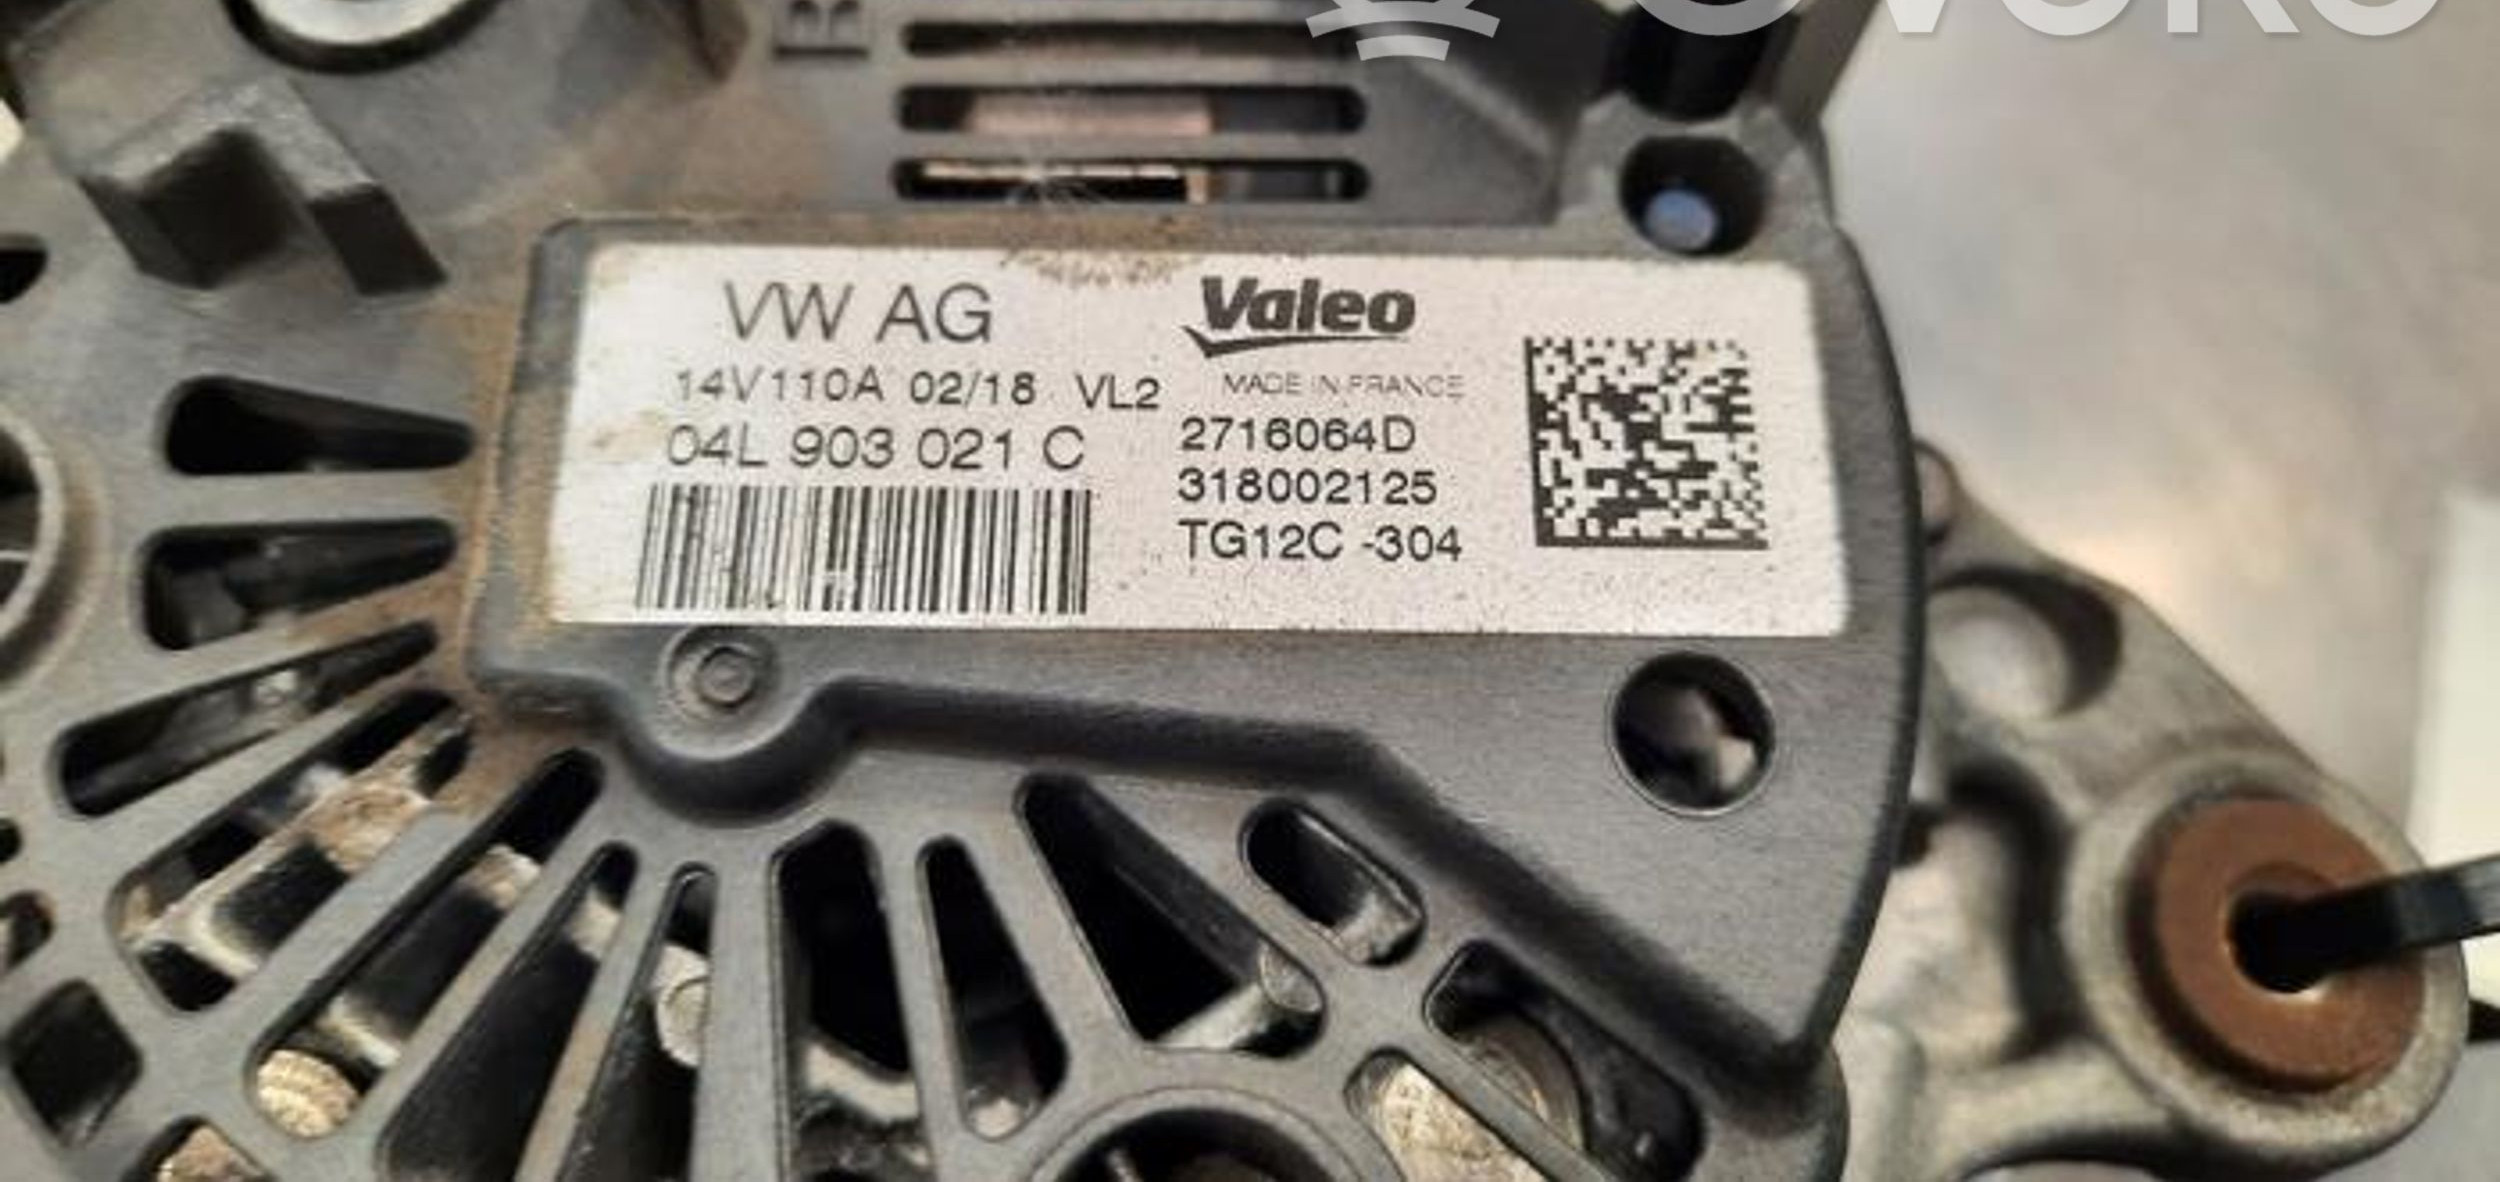 VW AG
14V110A 02/18 VL2
04L 903 021 C
Valeo
MADE IN FRANCE
2716064D
318002125
TG12C -304